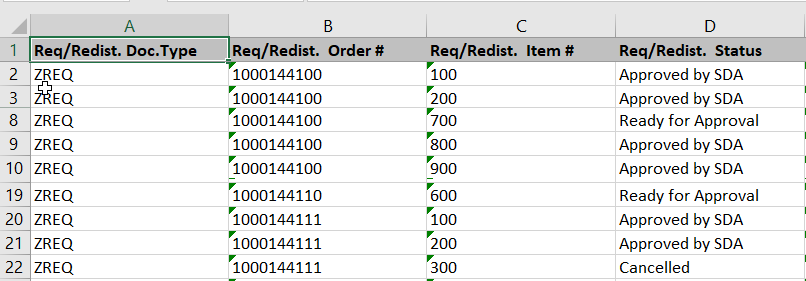 A B C D
1 Req/Redist. Doc.Type Req/Redist.  Order # Req/Redist.  Item # Req/Redist.  Status
2 ZREQ 1000144100 100 Approved by SDA
3 ZREQ 1000144100 200 Approved by SDA
8 ZREQ 1000144100 700 Ready for Approval
9 ZREQ 1000144100 800 Approved by SDA
10 ZREQ 1000144100 900 Approved by SDA
19 ZREQ 1000144110 600 Ready for Approval
20 ZREQ 1000144111 100 Approved by SDA
21 ZREQ 1000144111 200 Approved by SDA
22 ZREQ 1000144111 300 Cancelled